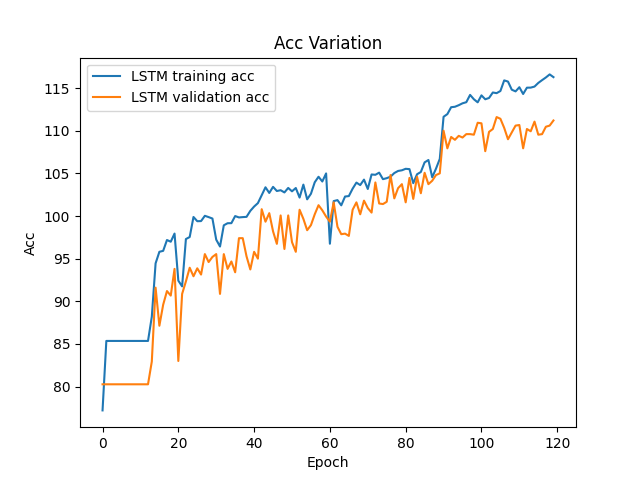 Acc Variation
LSTM training acc
LSTM validation acc
115
110
105
100
95
90
85
80
Acc
0 20 40 60 80 100 120
Epoch